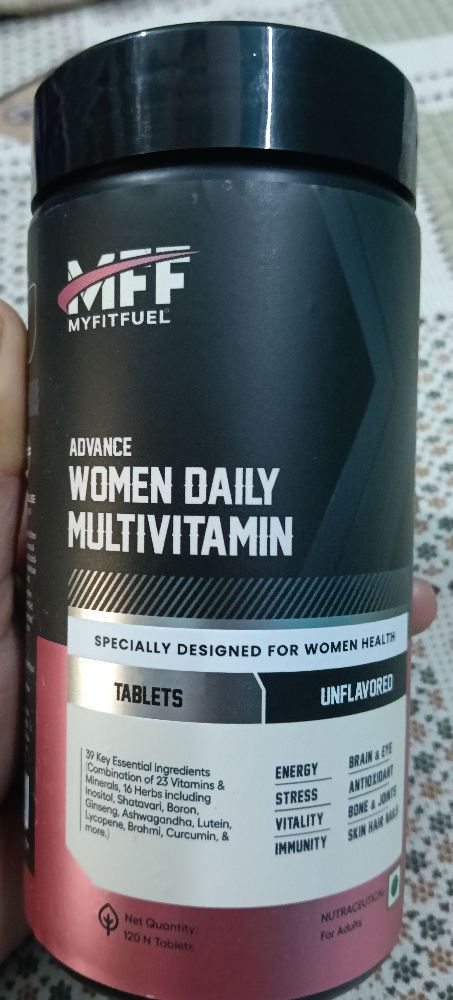 MFF
MYFITFUEL
ADVANCE
WOMEN DAILY
MULTIVITAMIN
SPECIALLY DESIGNED FOR WOMEN HEALTH
TABLETS
UNFLAVORED
39 Key Essential Ingredients
(Combination of 23 Vitamins &
Minerals, 16 Herbs including
Inositol, Shatavari, Boron,
Ginseng, Ashwagandha, Lutein,
Lycopene, Brahmi, Curcumin, &
more.)
ENERGY
STRESS
VITALITY
IMMUNITY
BRAIN & EYE
ANTIOXIDANT
BONE & JOINTS
SKIN HAIR NAILS
Net Quantity:
120 N Tablets
NUTRACEUTICAL
For Adults